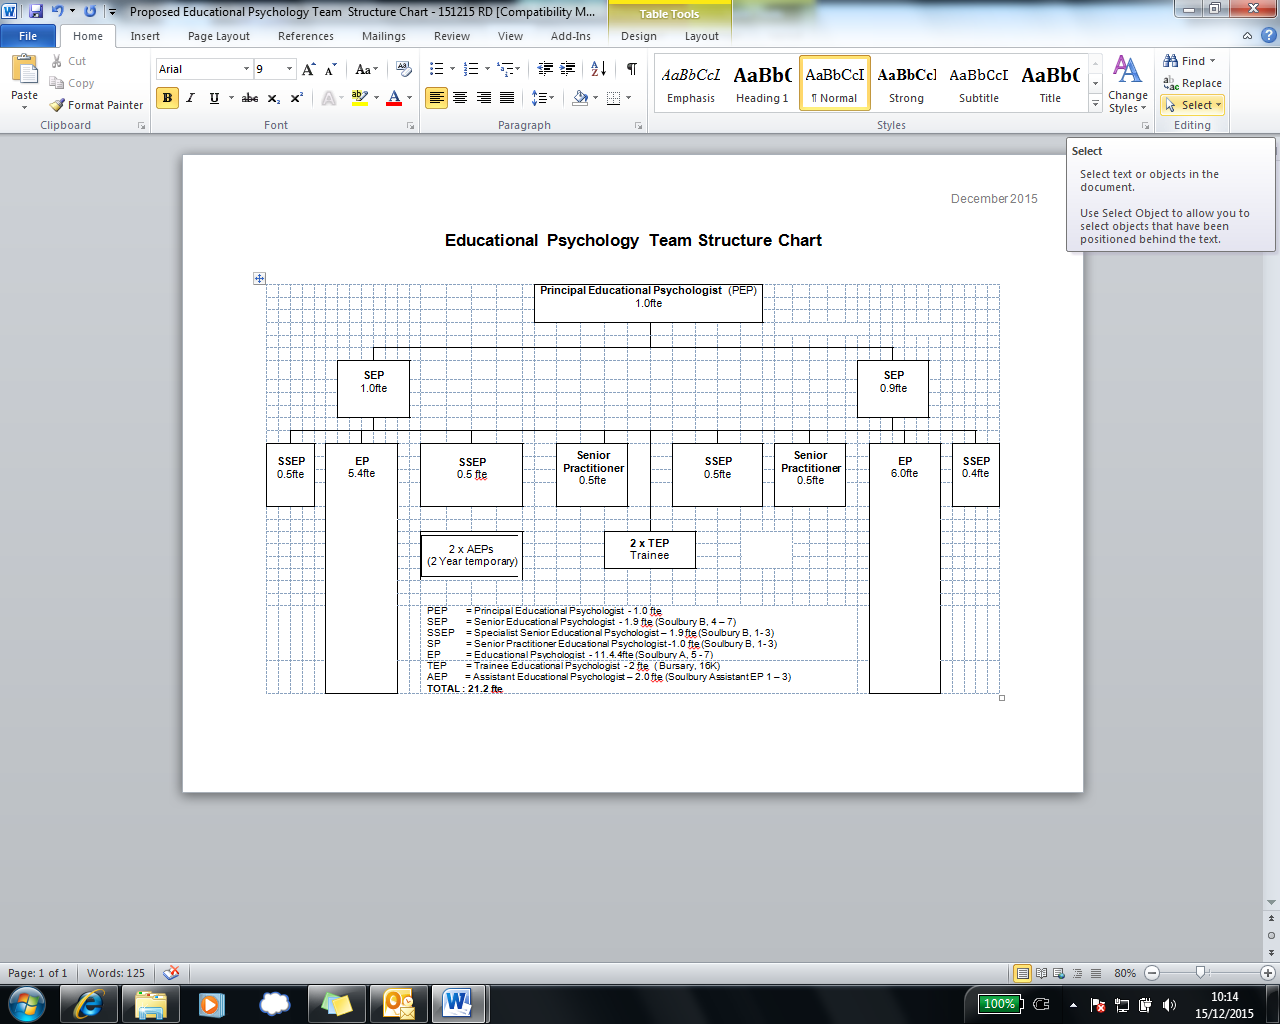 Proposed Educational Psychology Team  Structure Chart - 151215 RD [Compatibility M...
Table Tools
File
Home
Insert
Page Layout
References
Mailings
Review
View
Add-Ins
Design
Layout
Paste
Cut
Copy
Format Painter
Clipboard
Arial
9
Font
Paragraph
AaBbCcI Emphasis
AaBbC Heading 1
AaBbCcI ¶ Normal
AaBbCcI Strong
AaBbCcI Subtitle
AaBbC Title
Styles
Change Styles
Find
Replace
Select
Editing
Select
Select text or objects in the
document.
Use Select Object to allow you to
select objects that have been
positioned behind the text.
December 2015
Educational Psychology Team Structure Chart
Principal Educational Psychologist (PEP)
1.0fte
SEP
1.0fte
SEP
0.9fte
SSEP
0.5fte
EP
5.4fte
SSEP
0.5 fte
Senior
Practitioner
0.5fte
SSEP
0.5fte
Senior
Practitioner
0.5fte
EP
6.0fte
SSEP
0.4fte
2 x AEPs
(2 Year temporary)
2 x TEP
Trainee
PEP = Principal Educational Psychologist - 1.0 fte
SEP = Senior Educational Psychologist - 1.9 fte (Soulbury B, 4 – 7)
SSEP = Specialist Senior Educational Psychologist – 1.9 fte (Soulbury B, 1- 3)
SP = Senior Practitioner Educational Psychologist -1.0 fte (Soulbury B, 1- 3)
EP = Educational Psychologist - 11.4.4fte (Soulbury A, 5 - 7)
TEP = Trainee Educational Psychologist - 2 fte ( Bursary, 16K)
AEP = Assistant Educational Psychologist – 2.0 fte (Soulbury Assistant EP 1 – 3)
TOTAL : 21.2 fte
Page: 1 of 1
Words: 125
80%
100%
10:14
15/12/2015